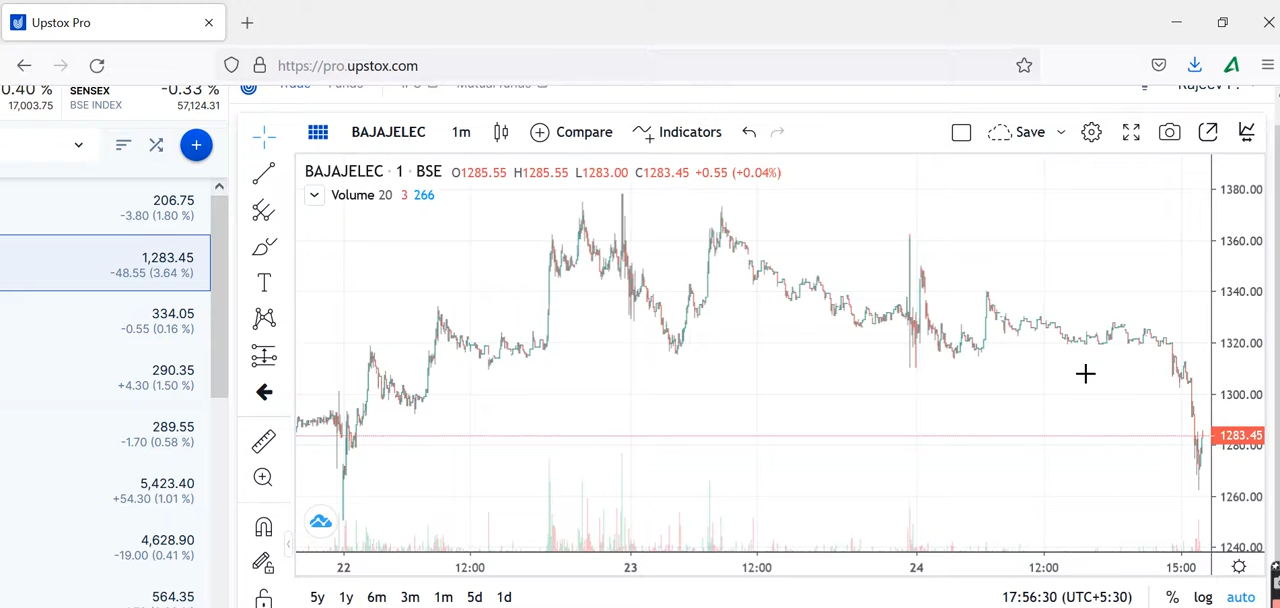 Upstox Pro
https://pro.upstox.com
0.40 % SENSEX -0.33 %
17,003.75 BSE INDEX 57,124.31
206.75
-3.80 (1.80 %)
1,283.45
-48.55 (3.64 %)
334.05
-0.55 (0.16 %)
290.35
+4.30 (1.50 %)
289.55
-1.70 (0.58 %)
5,423.40
+54.30 (1.01 %)
4,628.90
-19.00 (0.41 %)
564.35
BAJAJELEC 1m Compare Indicators Save
BAJAJELEC · 1 · BSE O1285.55 H1285.55 L1283.00 C1283.45 +0.55 (+0.04%)
Volume 20 3 266
1380.00
1360.00
1340.00
1320.00
1300.00
1283.45
1280.00
1260.00
1240.00
22 12:00 23 12:00 24 12:00 15:00
5y 1y 6m 3m 1m 5d 1d 17:56:30 (UTC+5:30) % log auto